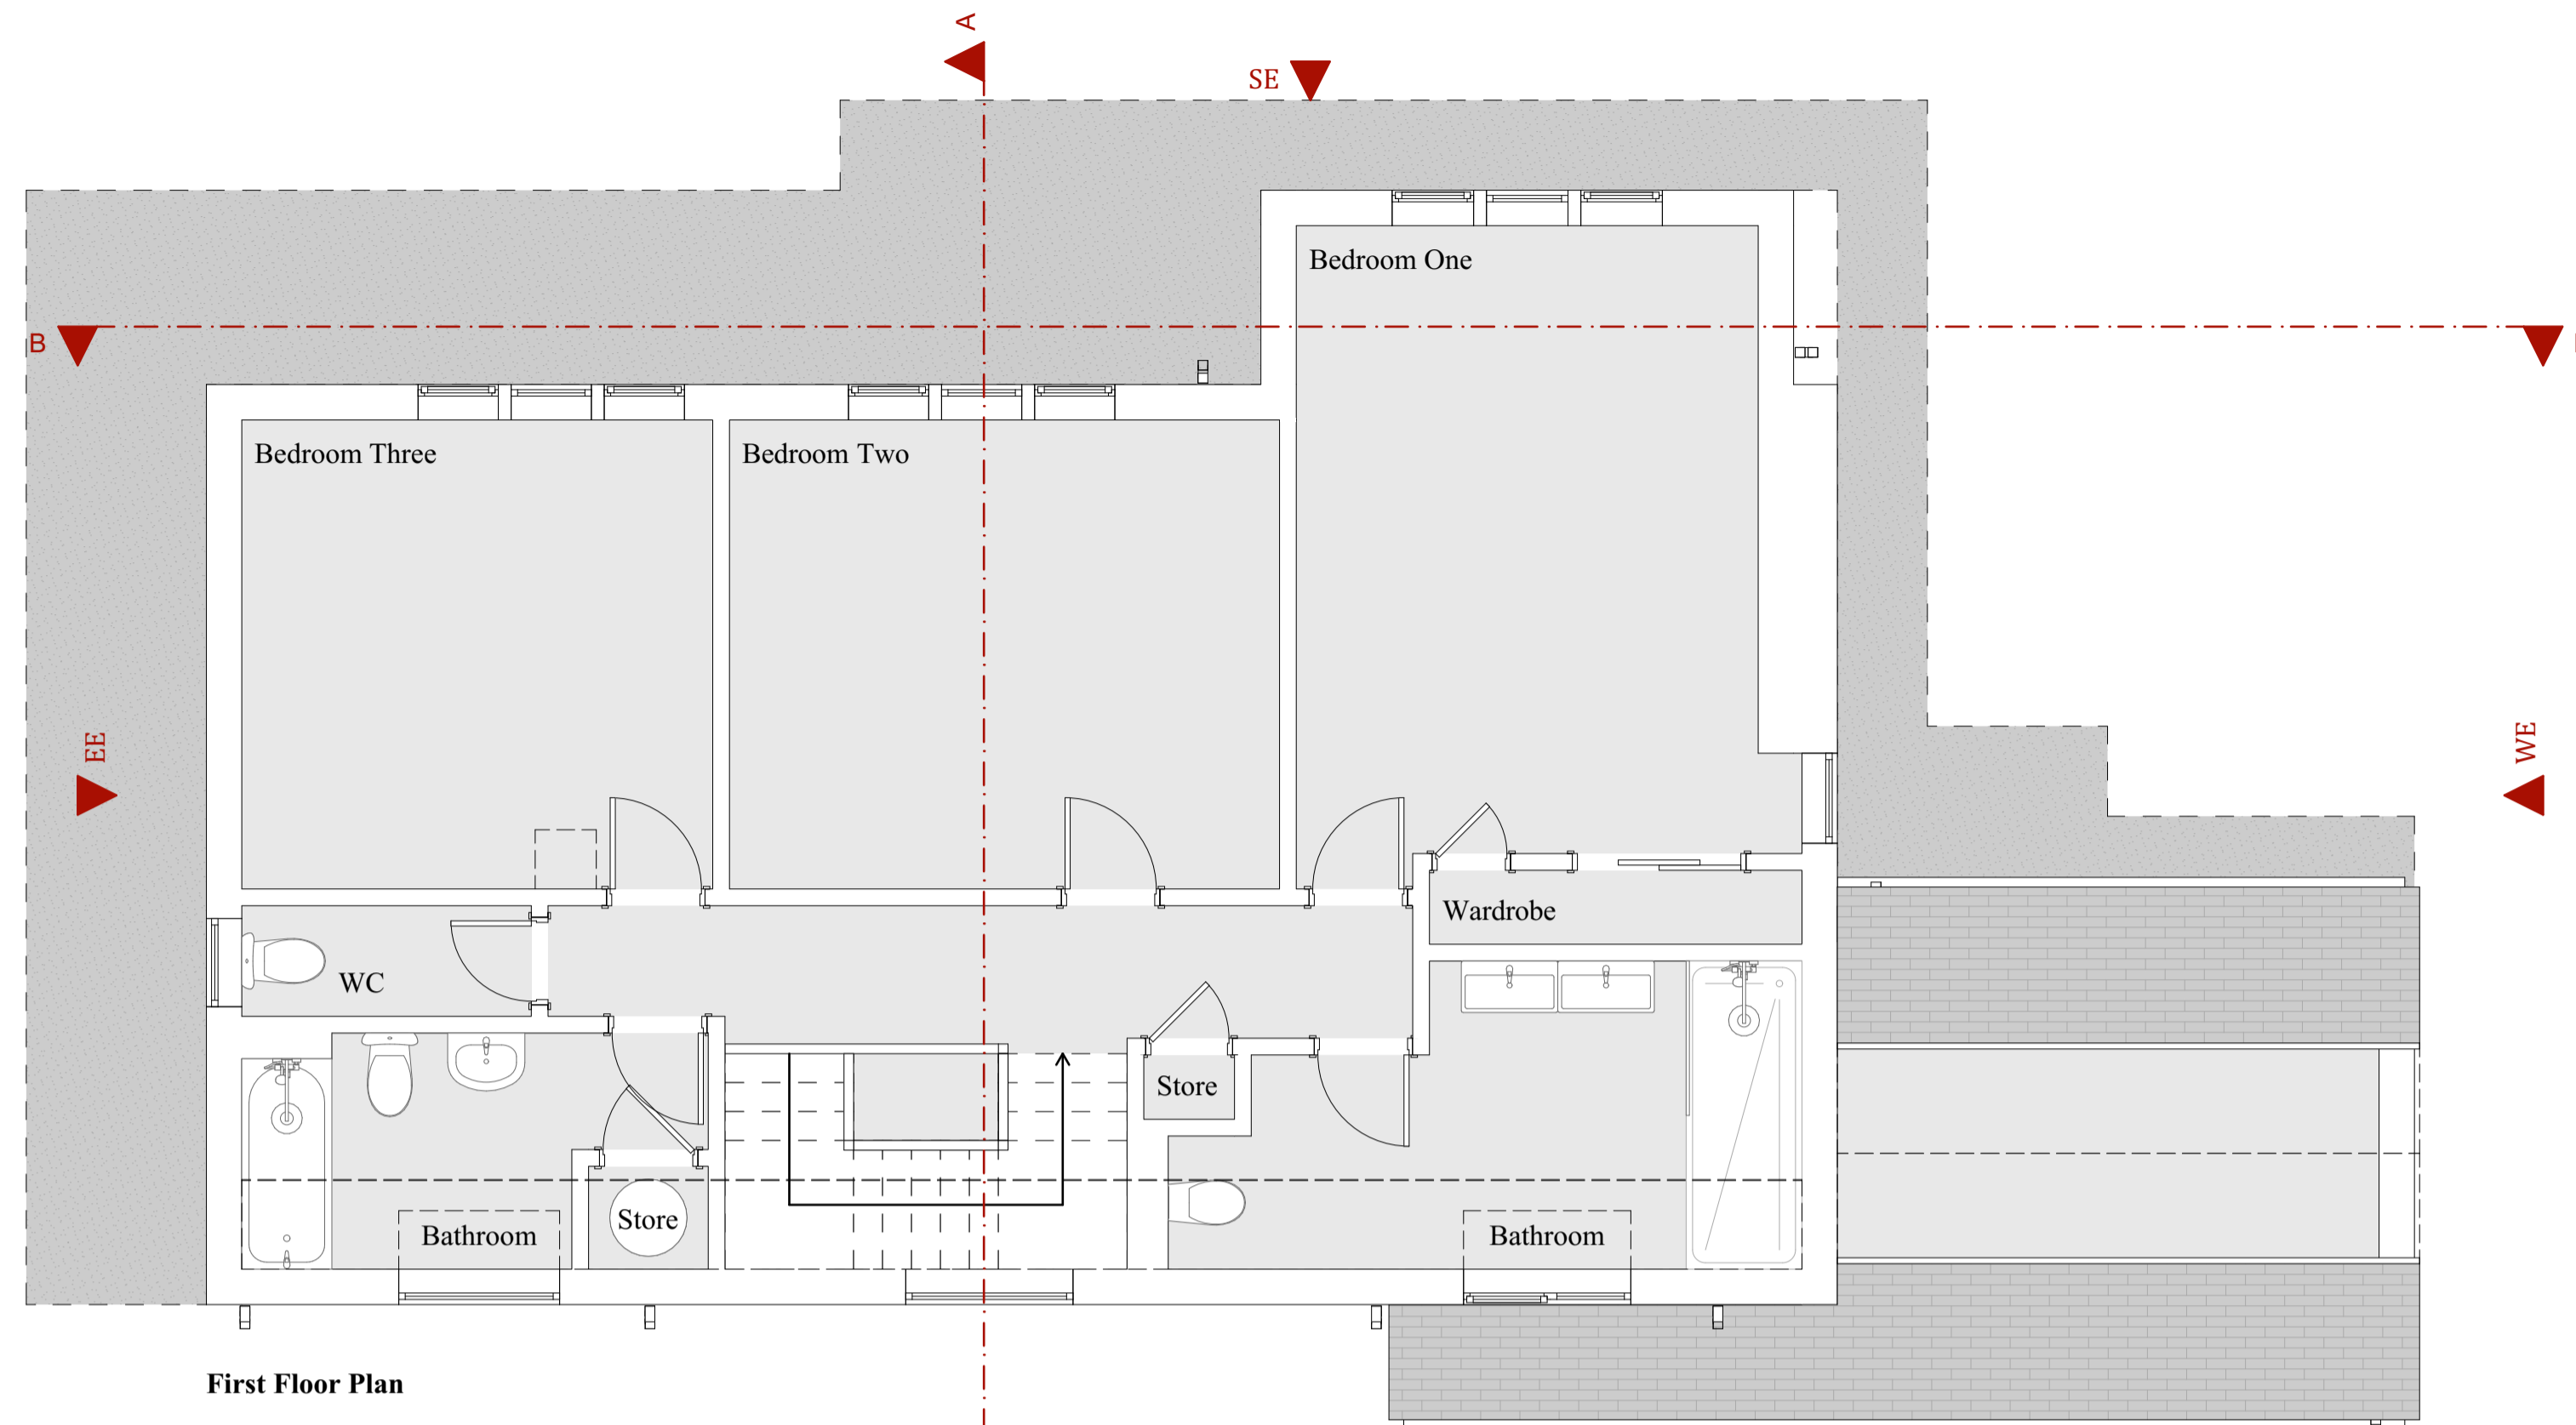 A
SE
Bedroom One
B
Bedroom Three
Bedroom Two
EE
WE
Wardrobe
WC
Store
Store
Bathroom
Bathroom
First Floor Plan